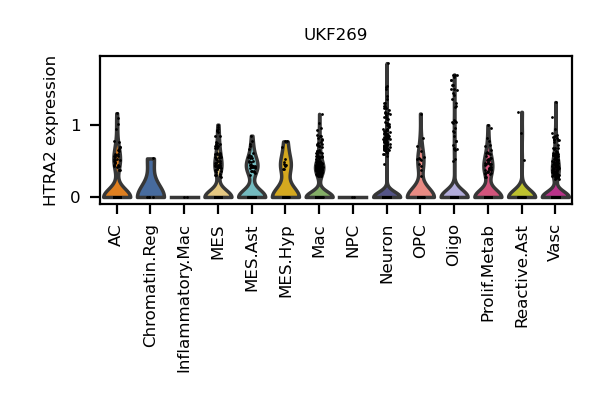 UKF269
HTRA2 expression
1
0
AC
Chromatin.Reg
Inflammatory.Mac
MES
MES.Ast
MES.Hyp
Mac
NPC
Neuron
OPC
Oligo
Prolif.Metab
Reactive.Ast
Vasc